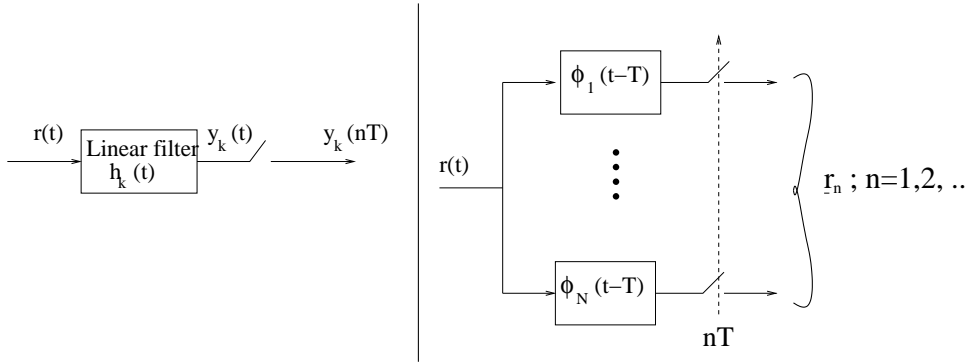 r(t)
Linear filter
h_k (t)
y_k (t)
y_k (nT)
r(t)
ϕ_1 (t−T)
ϕ_N (t−T)
nT
r_n ; n=1,2, ..